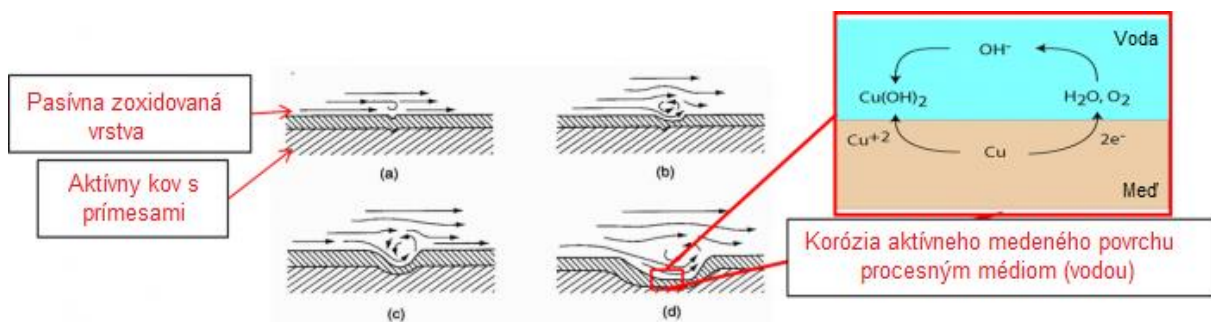 Pasívna zoxidovaná
vrstva
Aktívny kov s
prímesami
(a)
(b)
(c)
(d)
Voda
OH⁻
Cu(OH)₂
H₂O, O₂
Cu⁺²
Cu
2e⁻
Meď
Korózia aktívneho medeného povrchu
procesným médiom (vodou)